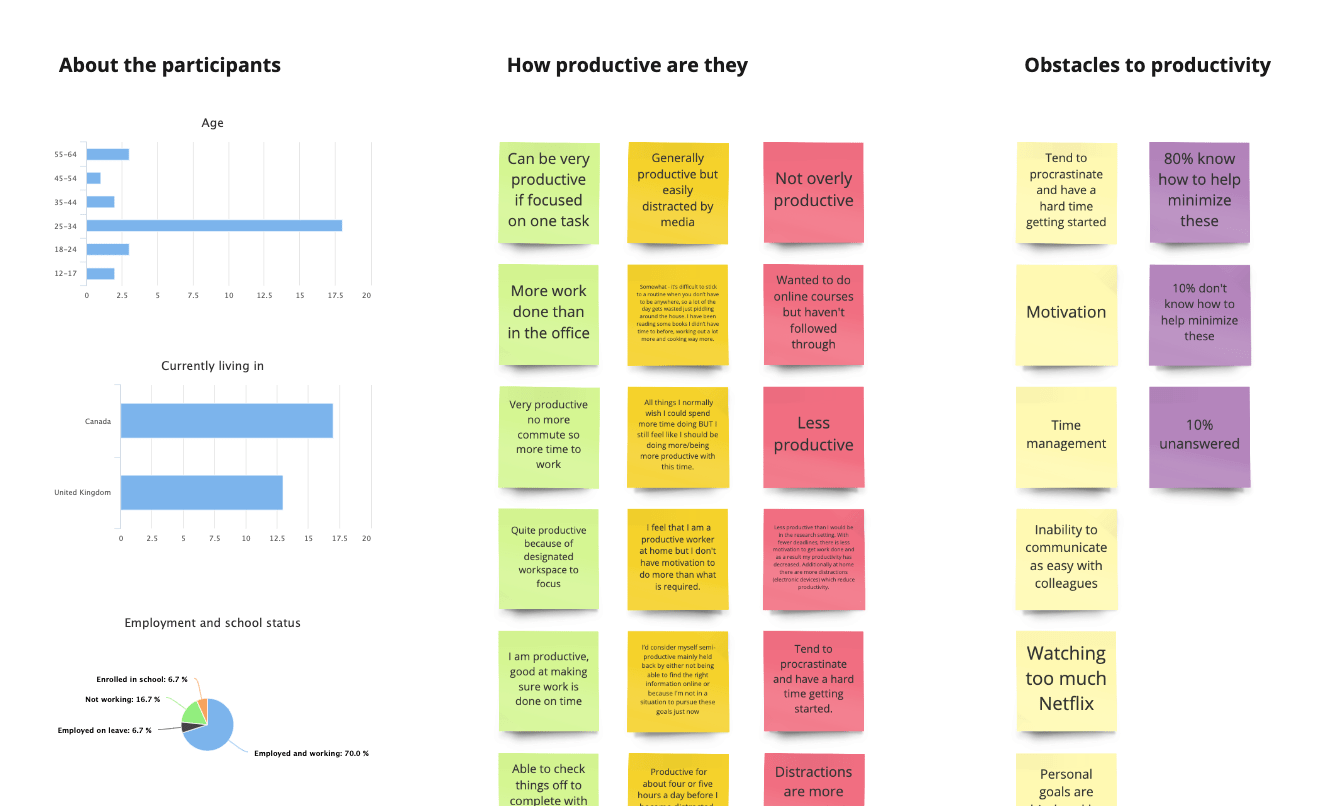 About the participants
Age
55-64
45-54
35-44
25-34
18-24
12-17
0 2.5 5 7.5 10 12.5 15 17.5 20
Currently living in
Canada
United Kingdom
0 2.5 5 7.5 10 12.5 15 17.5 20
Employment and school status
Enrolled in school: 6.7 %
Not working: 16.7 %
Employed on leave: 6.7 %
Employed and working: 70.0 %
How productive are they
Can be very
productive
if focused
on one task
More work
done than
in the office
Very productive
no more
commute so
more time to
work
Quite productive
because of
designated
workspace to
focus
I am productive,
good at making
sure work is
done on time
Able to check
things off to
complete with
Generally
productive but
easily
distracted by
media
Somewhat - it's difficult to stick
to a routine when you don't have
to be anywhere, so a lot of the
day gets wasted just piddling
around the house. I have been
reading some books I didn't have
time to before, working out a lot
more and cooking way more.
All things I normally
wish I could spend
more time doing BUT I
still feel like I should be
doing more/being
more productive with
this time.
I feel that I am a
productive worker
at home but I don't
have motivation to
do more than what
is required.
I'd consider myself semi-
productive mainly held
back by either not being
able to find the right
information online or
because I'm not in a
situation to pursue these
goals just now
Productive for
about four or five
hours a day before I
Not overly
productive
Wanted to do
online courses
but haven't
followed
through
Less
productive
Less productive than I would be
in the research setting. With
fewer deadlines, there is less
motivation to get work done and
as a result my productivity has
decreased. Additionally at home
there are more distractions
(electronic devices) which reduce
productivity.
Tend to
procrastinate
and have a hard
time getting
started.
Distractions
are more
Obstacles to productivity
Tend to
procrastinate
and have a
hard time
getting started
Motivation
Time
management
Inability to
communicate
as easy with
colleagues
Watching
too much
Netflix
Personal
goals are
80% know
how to help
minimize
these
10% don't
know how to
help minimize
these
10%
unanswered